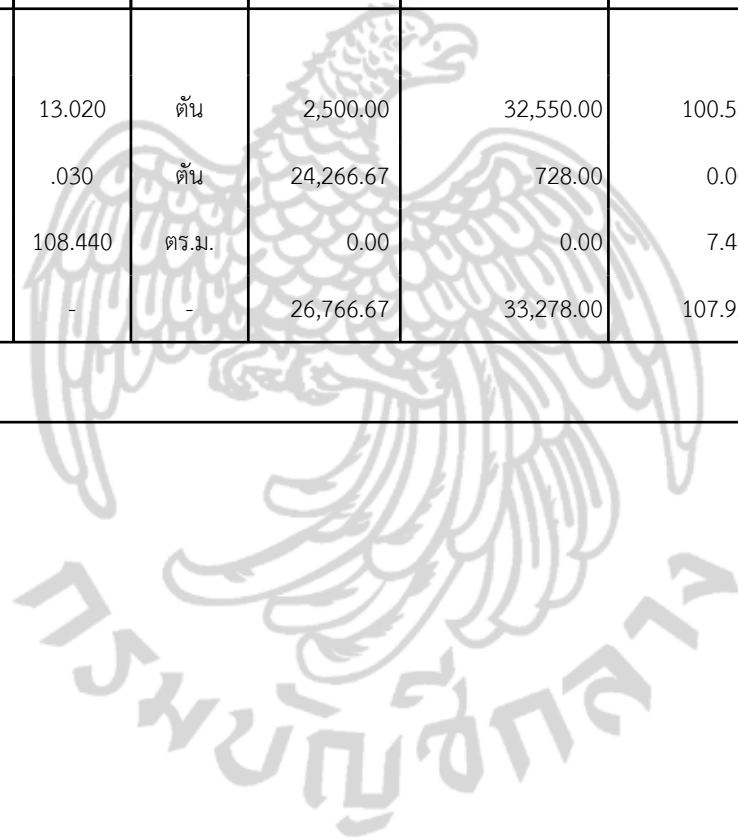 13.020 ตัน 2,500.00 32,550.00 100.5
.030 ตัน 24,266.67 728.00 0.0
108.440 ตร.ม. 0.00 0.00 7.4
- - 26,766.67 33,278.00 107.9
กรมบัญชีกลาง